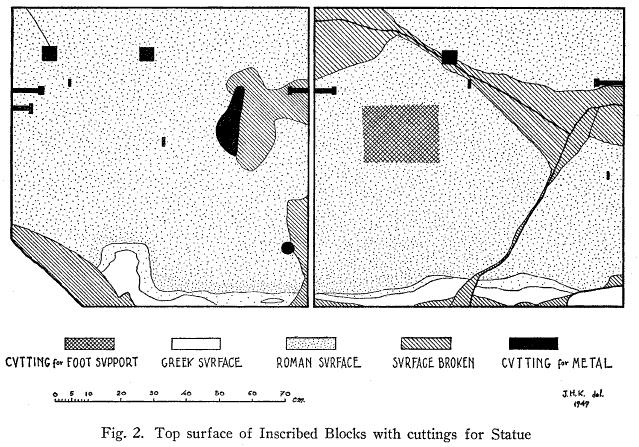 CVTTING for FOOT SVPPORT GREEK SVRFACE ROMAN SVRFACE SVRFACE BROKEN CVTTING for METAL
0 5 10 20 30 40 50 60 70 cm.
J.H.K. del.
1947
Fig. 2. Top surface of Inscribed Blocks with cuttings for Statue